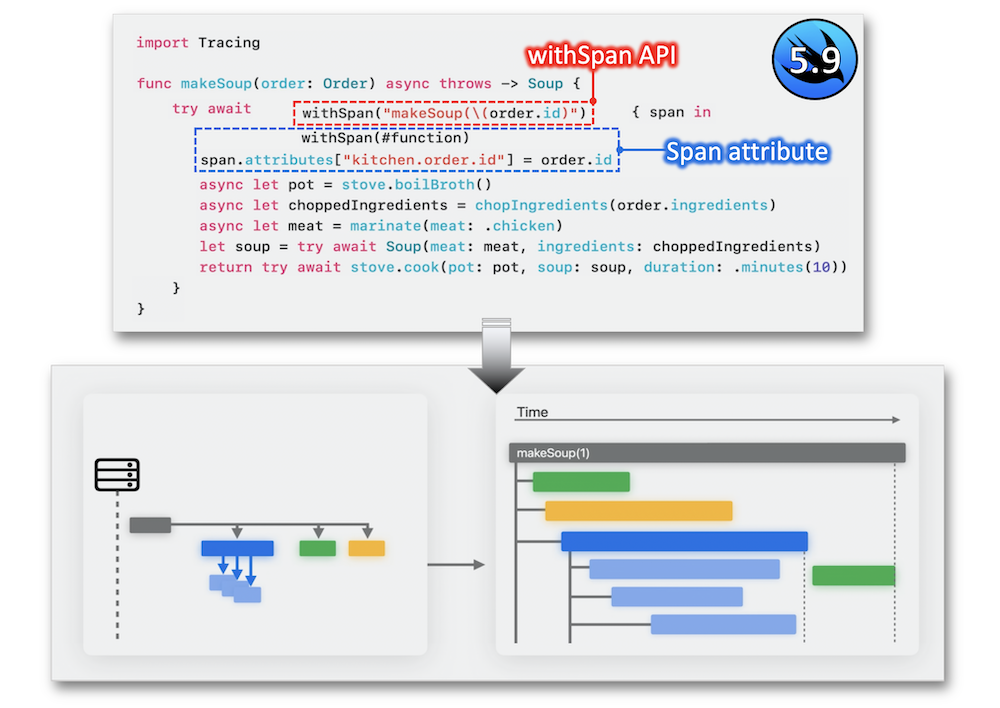 import Tracing
withSpan API
5.9
func makeSoup(order: Order) async throws -> Soup {
try await withSpan("makeSoup(\(order.id)") { span in
withSpan(#function)
span.attributes["kitchen.order.id"] = order.id
Span attribute
async let pot = stove.boilBroth()
async let choppedIngredients = chopIngredients(order.ingredients)
async let meat = marinate(meat: .chicken)
let soup = try await Soup(meat: meat, ingredients: choppedIngredients)
return try await stove.cook(pot: pot, soup: soup, duration: .minutes(10))
}
}
Time
makeSoup(1)